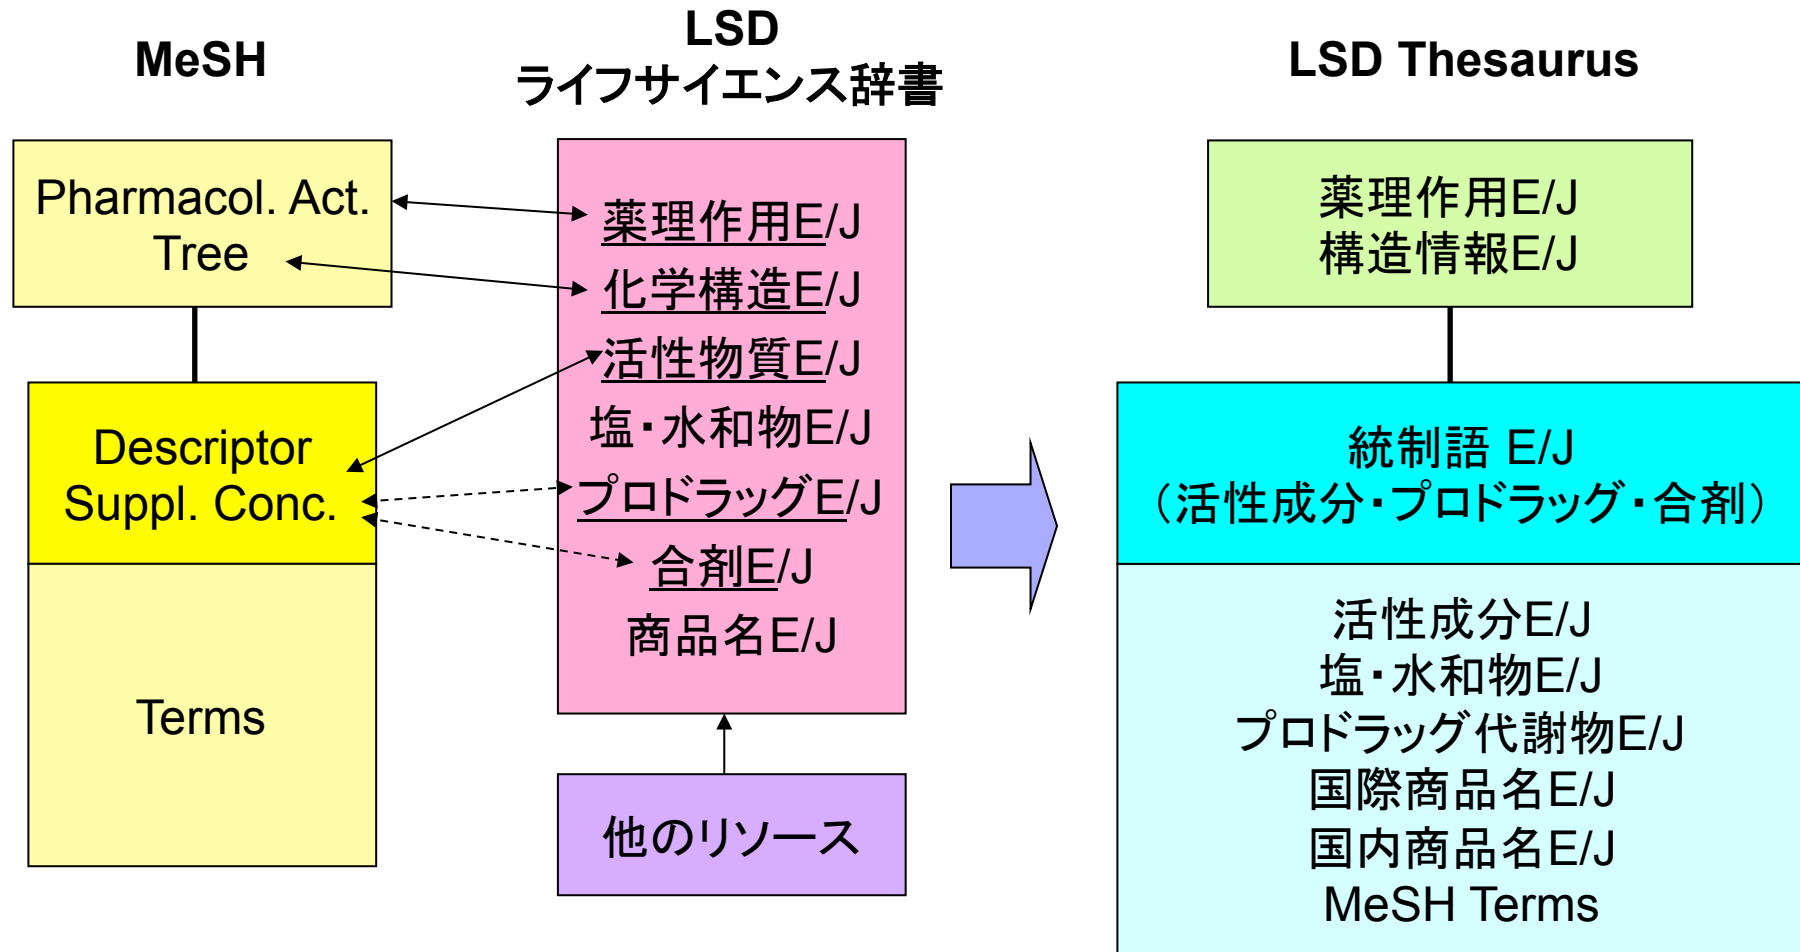 MeSH
Pharmacol. Act.
Tree
Descriptor
Suppl. Conc.
Terms
LSD
ライフサイエンス辞書
薬理作用E/J
化学構造E/J
活性物質E/J
塩・水和物E/J
プロドラッグE/J
合剤E/J
商品名E/J
他のリソース
LSD Thesaurus
薬理作用E/J
構造情報E/J
統制語 E/J
（活性成分・プロドラッグ・合剤）
活性成分E/J
塩・水和物E/J
プロドラッグ代謝物E/J
国際商品名E/J
国内商品名E/J
MeSH Terms